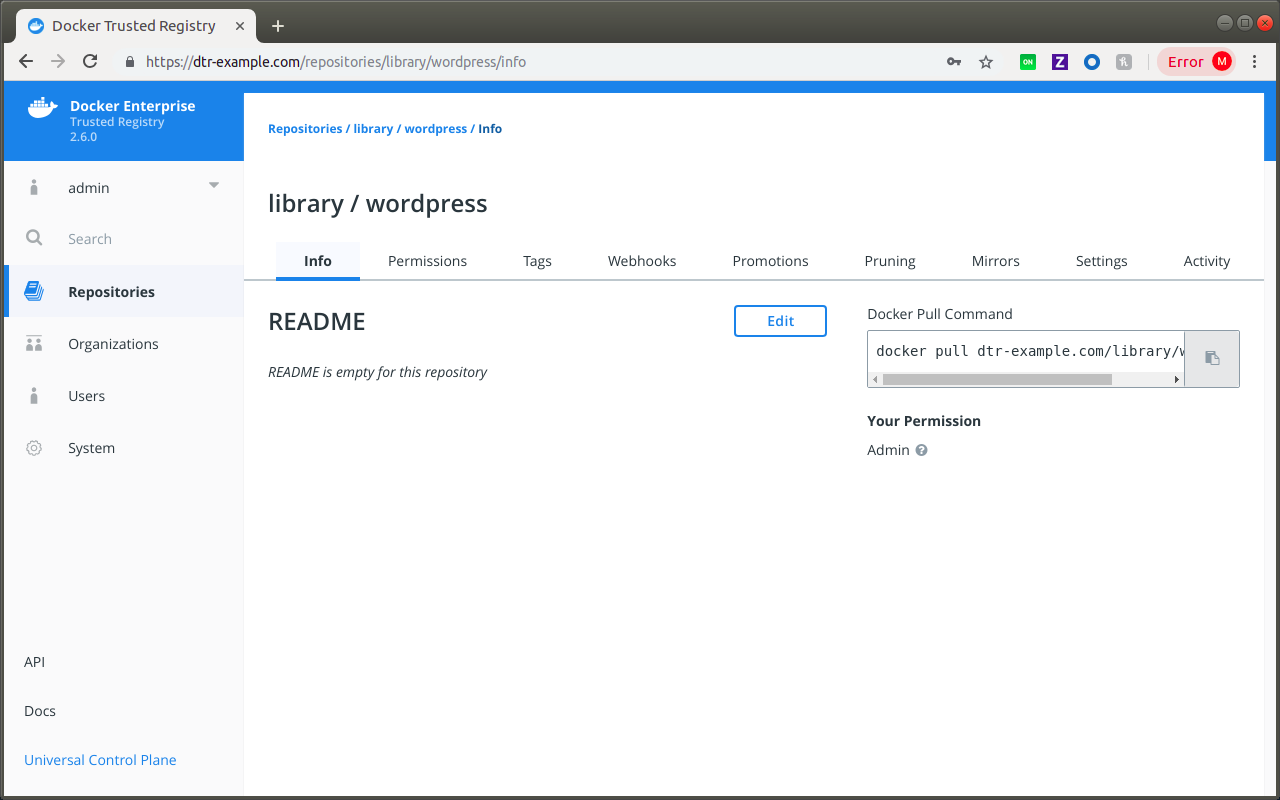 Docker Trusted Registry
https://dtr-example.com/repositories/library/wordpress/info
ON
Z
Error M
Docker Enterprise
Trusted Registry
2.6.0
admin
Search
Repositories
Organizations
Users
System
API
Docs
Universal Control Plane
Repositories / library / wordpress / Info
library / wordpress
Info Permissions Tags Webhooks Promotions Pruning Mirrors Settings Activity
README
Edit
README is empty for this repository
Docker Pull Command
docker pull dtr-example.com/library/w
Your Permission
Admin ?